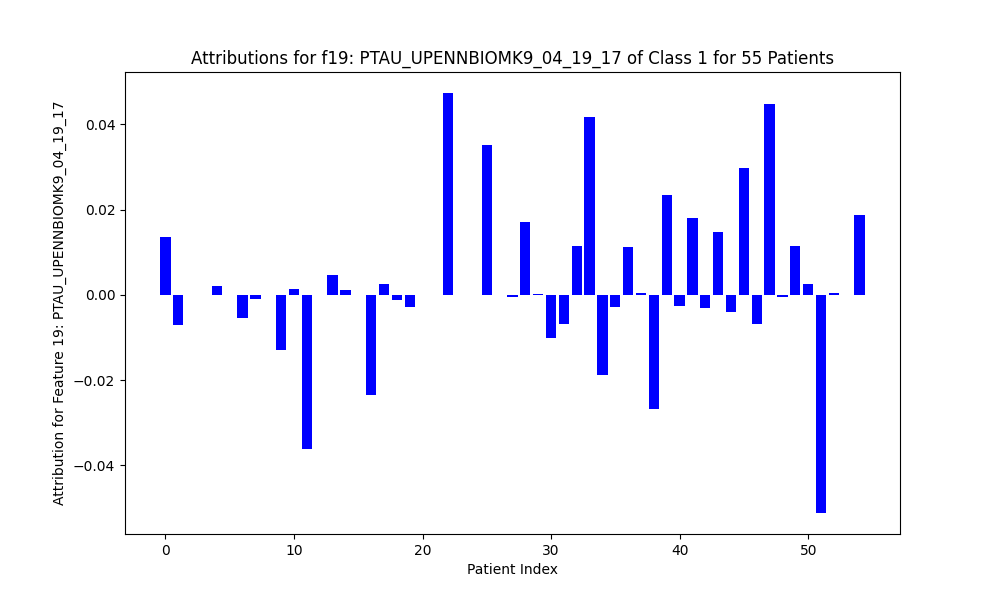 Attributions for f19: PTAU_UPENNBIOMK9_04_19_17 of Class 1 for 55 Patients
Attribution for Feature 19: PTAU_UPENNBIOMK9_04_19_17
0.04
0.02
0.00
−0.02
−0.04
0 10 20 30 40 50
Patient Index